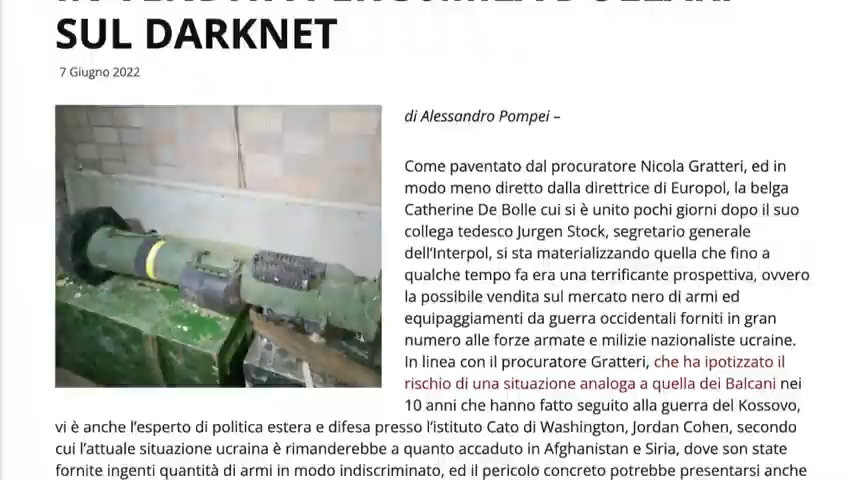 SUL DARKNET
7 Giugno 2022
di Alessandro Pompei –
Come paventato dal procuratore Nicola Gratteri, ed in
modo meno diretto dalla direttrice di Europol, la belga
Catherine De Bolle cui si è unito pochi giorni dopo il suo
collega tedesco Jurgen Stock, segretario generale
dell’Interpol, si sta materializzando quella che fino a
qualche tempo fa era una terrificante prospettiva, ovvero
la possibile vendita sul mercato nero di armi ed
equipaggiamenti da guerra occidentali forniti in gran
numero alle forze armate e milizie nazionaliste ucraine.
In linea con il procuratore Gratteri, che ha ipotizzato il
rischio di una situazione analoga a quella dei Balcani nei
10 anni che hanno fatto seguito alla guerra del Kossovo,
vi è anche l’esperto di politica estera e difesa presso l’istituto Cato di Washington, Jordan Cohen, secondo
cui l’attuale situazione ucraina è rimanderebbe a quanto accaduto in Afghanistan e Siria, dove son state
fornite ingenti quantità di armi in modo indiscriminato, ed il pericolo concreto potrebbe presentarsi anche